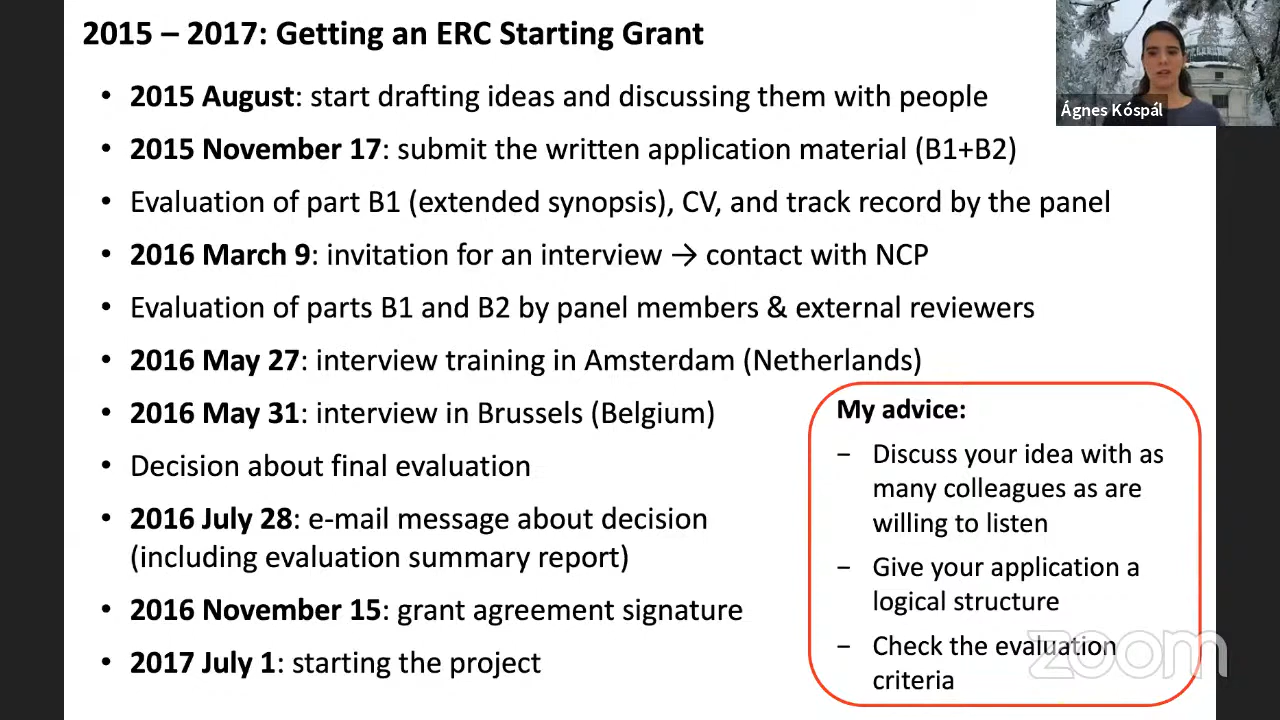 2015 – 2017: Getting an ERC Starting Grant
• 2015 August: start drafting ideas and discussing them with people
• 2015 November 17: submit the written application material (B1+B2)
• Evaluation of part B1 (extended synopsis), CV, and track record by the panel
• 2016 March 9: invitation for an interview → contact with NCP
• Evaluation of parts B1 and B2 by panel members & external reviewers
• 2016 May 27: interview training in Amsterdam (Netherlands)
• 2016 May 31: interview in Brussels (Belgium)
• Decision about final evaluation
• 2016 July 28: e-mail message about decision
(including evaluation summary report)
• 2016 November 15: grant agreement signature
• 2017 July 1: starting the project
My advice:
− Discuss your idea with as
many colleagues as are
willing to listen
− Give your application a
logical structure
− Check the evaluation
criteria
Ágnes Kóspál
zoom